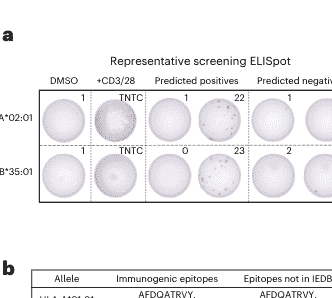 a
Representative screening ELISpot
DMSO +CD3/28 Predicted positives Predicted negativ
1 TNTC 1 22 1
A*02:01
1 TNTC 0 23 2
B*35:01
b
Allele Immunogenic epitopes Epitopes not in IEDB
AFDQATRVY, AFDQATRVY,